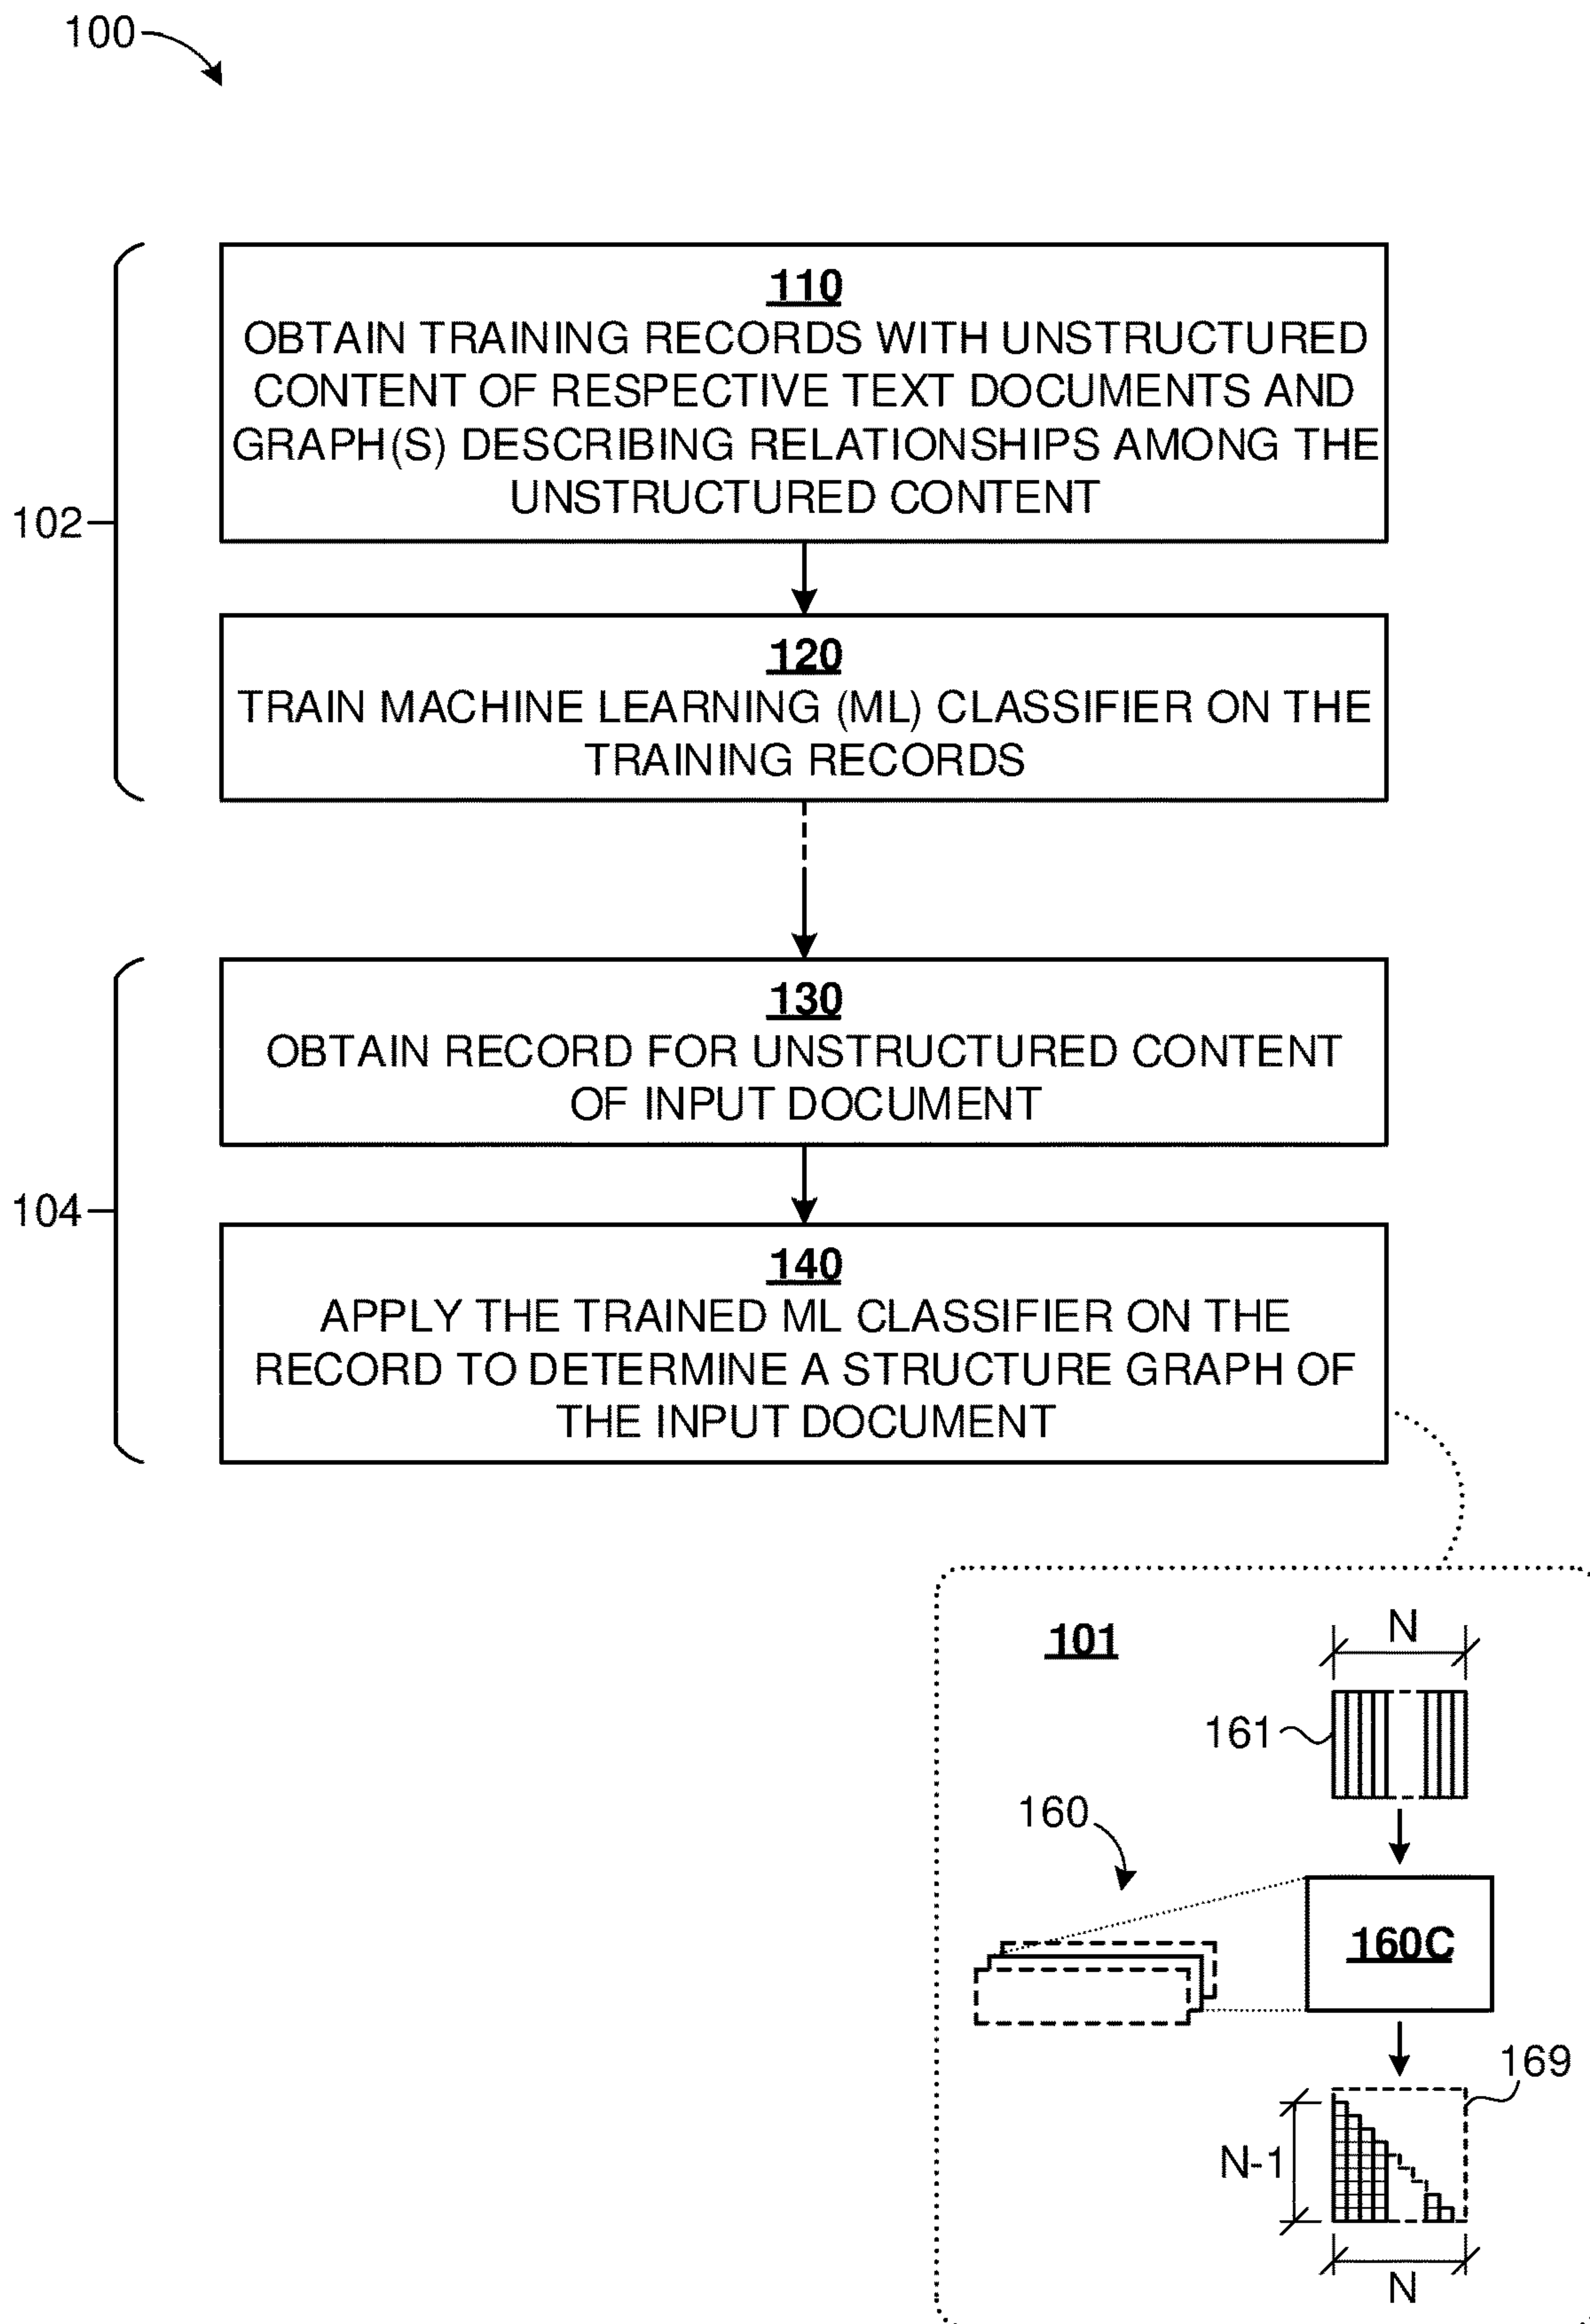 100
110
OBTAIN TRAINING RECORDS WITH UNSTRUCTURED
CONTENT OF RESPECTIVE TEXT DOCUMENTS AND
GRAPH(S) DESCRIBING RELATIONSHIPS AMONG THE
UNSTRUCTURED CONTENT
102
120
TRAIN MACHINE LEARNING (ML) CLASSIFIER ON THE
TRAINING RECORDS
130
OBTAIN RECORD FOR UNSTRUCTURED CONTENT
OF INPUT DOCUMENT
104
140
APPLY THE TRAINED ML CLASSIFIER ON THE
RECORD TO DETERMINE A STRUCTURE GRAPH OF
THE INPUT DOCUMENT
101
N
161
160
160C
169
N-1
N